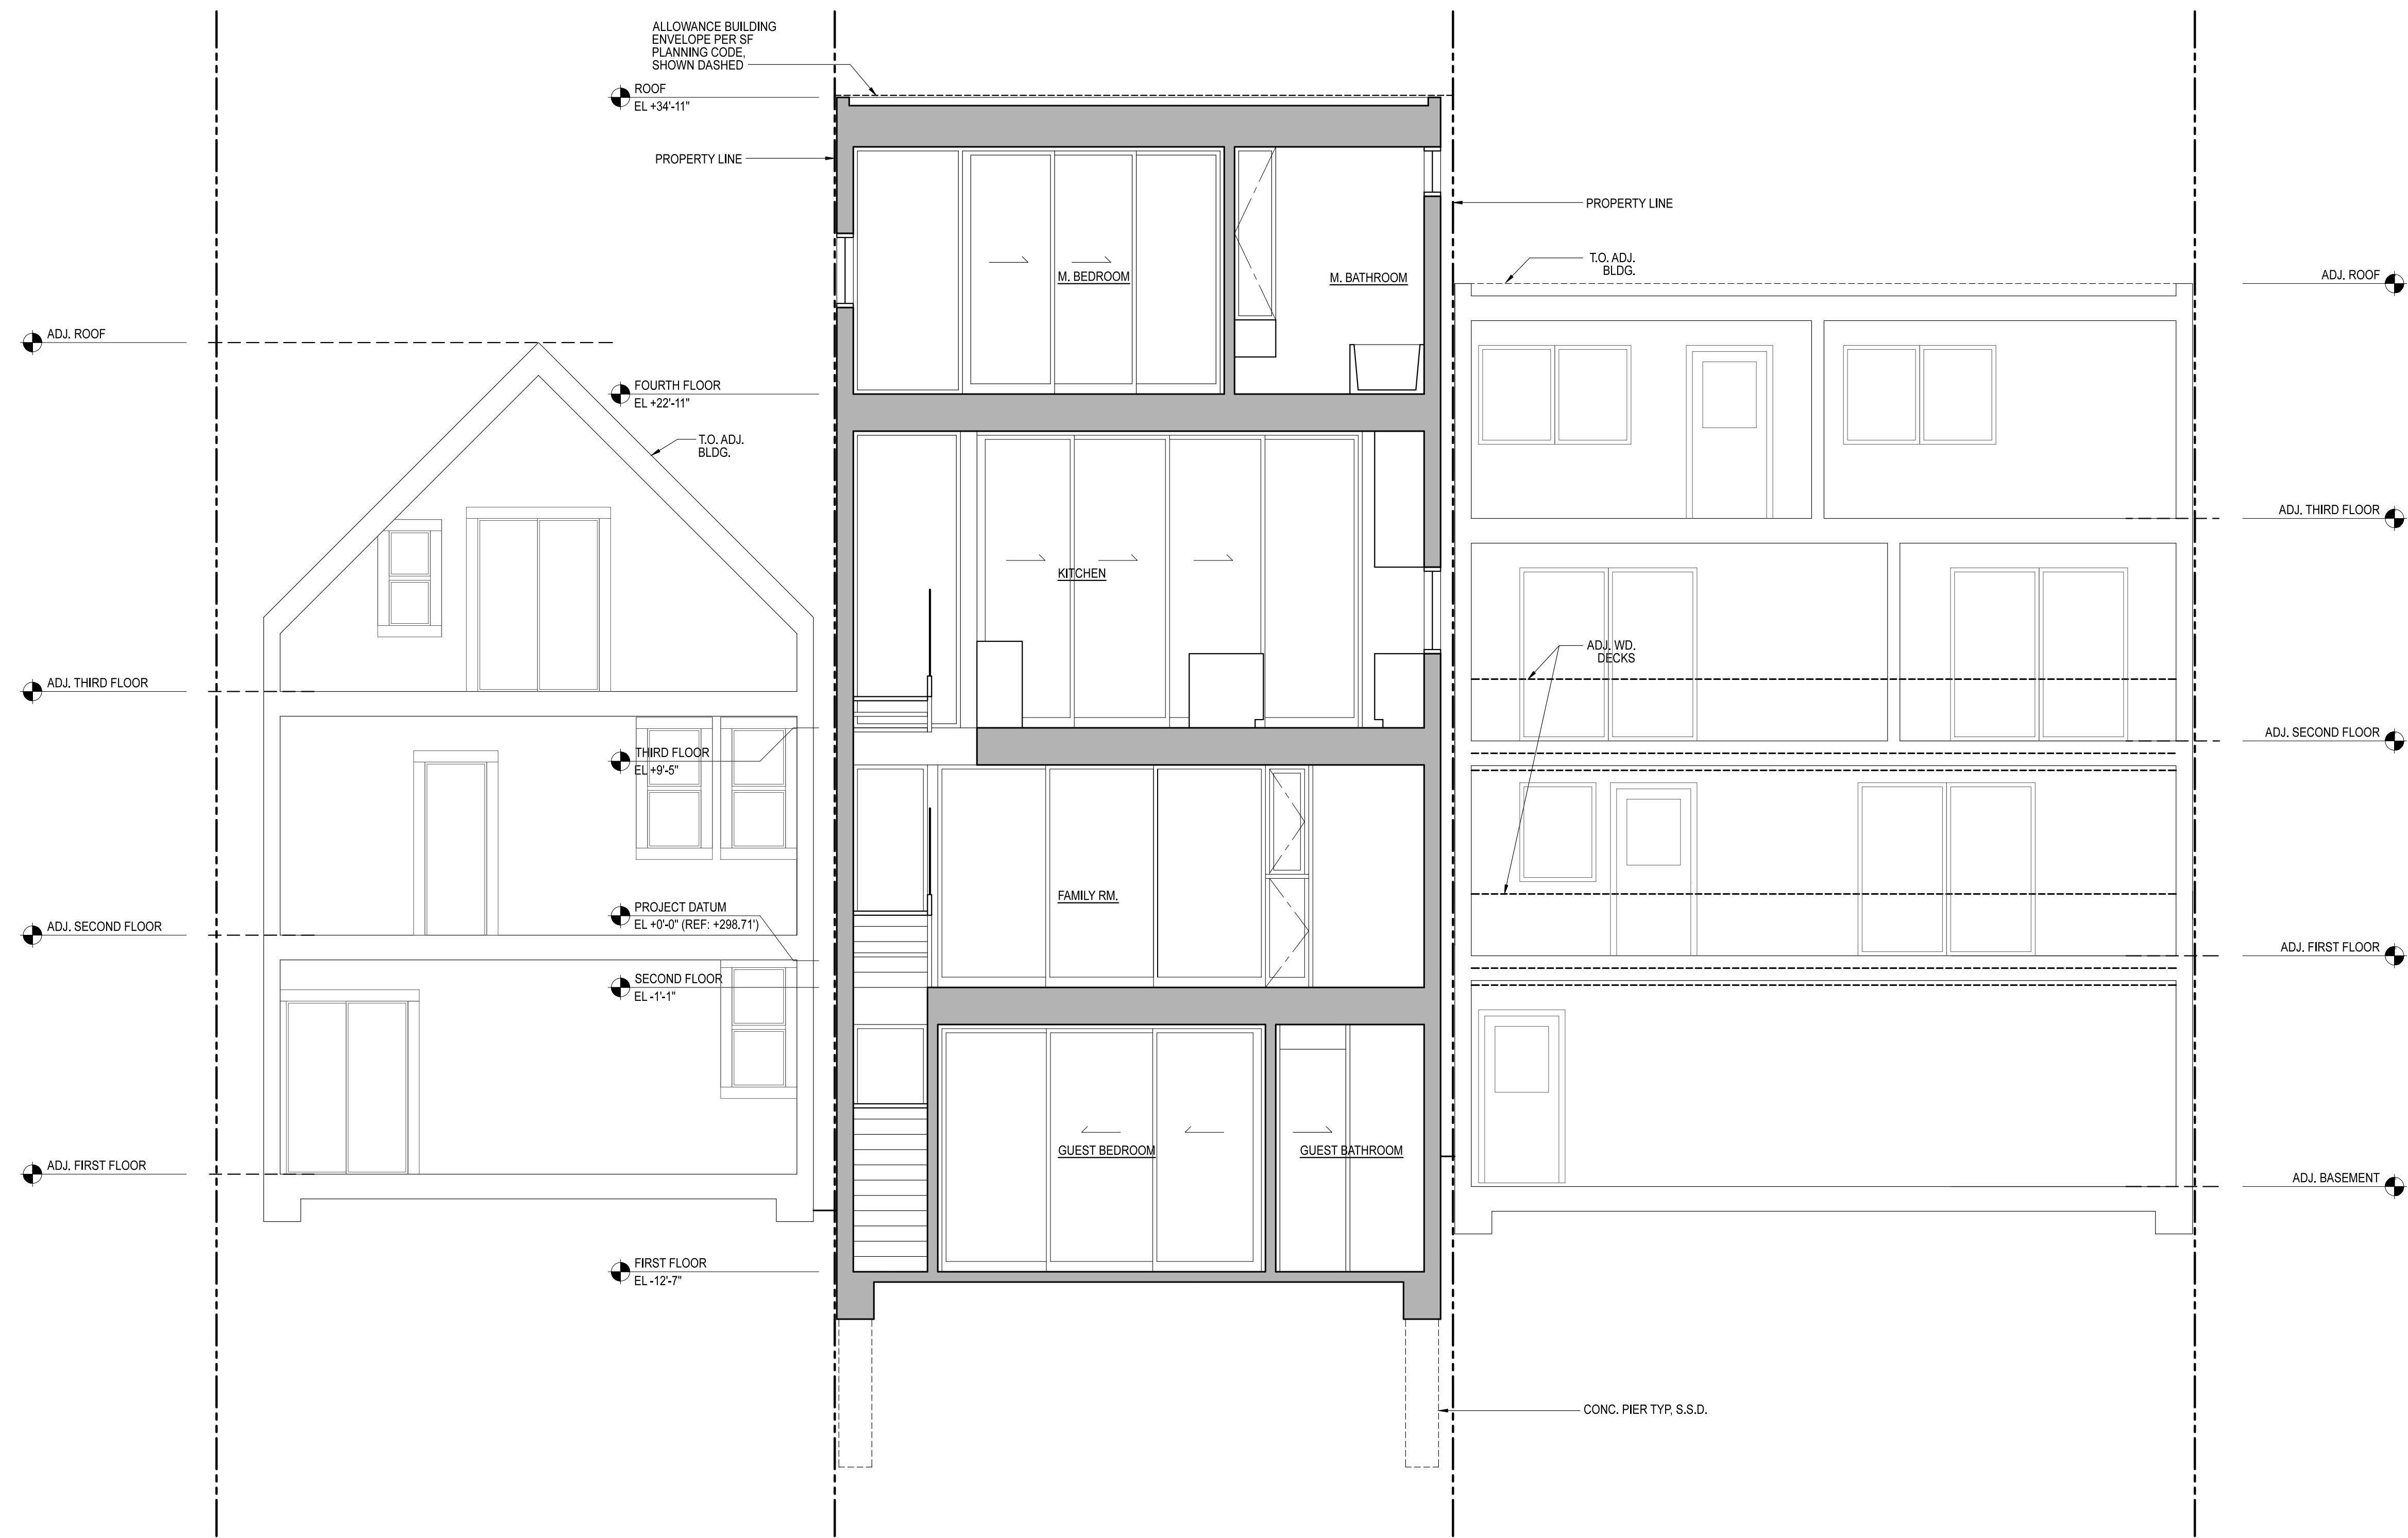 ALLOWANCE BUILDING
ENVELOPE PER SF
PLANNING CODE,
SHOWN DASHED
ROOF
EL +34'-11"
PROPERTY LINE
PROPERTY LINE
T.O. ADJ.
BLDG.
ADJ. ROOF
M. BEDROOM
M. BATHROOM
ADJ. ROOF
FOURTH FLOOR
EL +22'-11"
T.O. ADJ.
BLDG.
ADJ. THIRD FLOOR
KITCHEN
ADJ. WD.
DECKS
ADJ. THIRD FLOOR
ADJ. SECOND FLOOR
THIRD FLOOR
EL +9'-5"
FAMILY RM.
PROJECT DATUM
EL +0'-0" (REF: +298.71')
ADJ. SECOND FLOOR
ADJ. FIRST FLOOR
SECOND FLOOR
EL -1'-1"
GUEST BEDROOM
GUEST BATHROOM
ADJ. FIRST FLOOR
ADJ. BASEMENT
FIRST FLOOR
EL -12'-7"
CONC. PIER TYP, S.S.D.